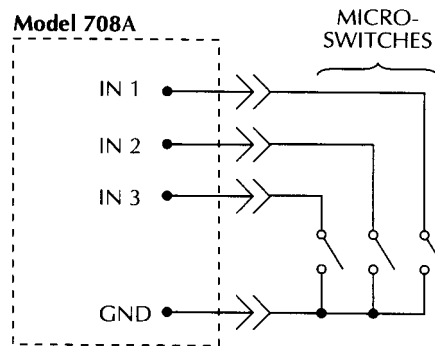 Model 708A
MICRO-
SWITCHES
IN 1
IN 2
IN 3
GND